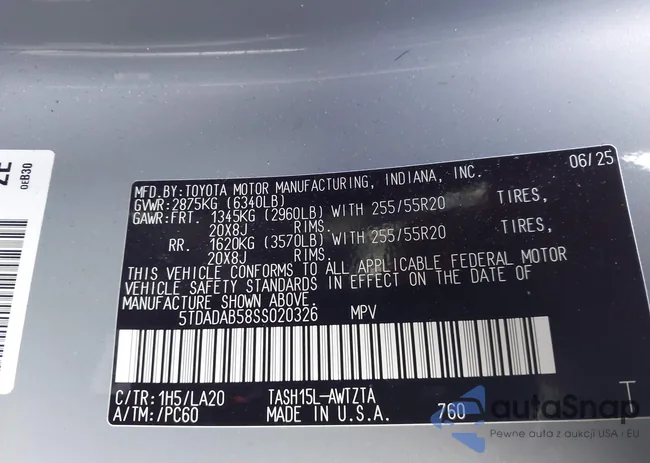 ZE
0EB30
06/25
MFD.BY:TOYOTA MOTOR MANUFACTURING, INDIANA, INC.
GVWR:2875KG (6340LB)
GAWR:FRT. 1345KG (2960LB) WITH 255/55R20 TIRES,
20X8J RIMS.
RR. 1620KG (3570LB) WITH 255/55R20 TIRES,
20X8J RIMS.
THIS VEHICLE CONFORMS TO ALL APPLICABLE FEDERAL MOTOR
VEHICLE SAFETY STANDARDS IN EFFECT ON THE DATE OF
MANUFACTURE SHOWN ABOVE.
5TDADAB58SS020326 MPV
C/TR:1H5/LA20 TASH15L-AWTZTA
A/TM:/PC60 MADE IN U.S.A. 760 T
autoSnap
Pewne auta z aukcji USA i EU